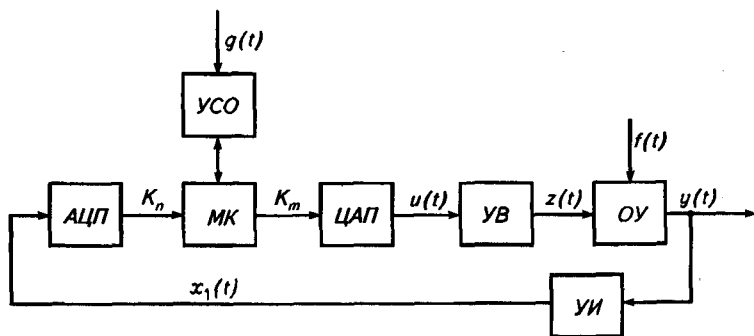 g(t)
УСО
f(t)
АЦП
K_n
МК
K_m
ЦАП
u(t)
УВ
z(t)
ОУ
y(t)
x_1(t)
УИ